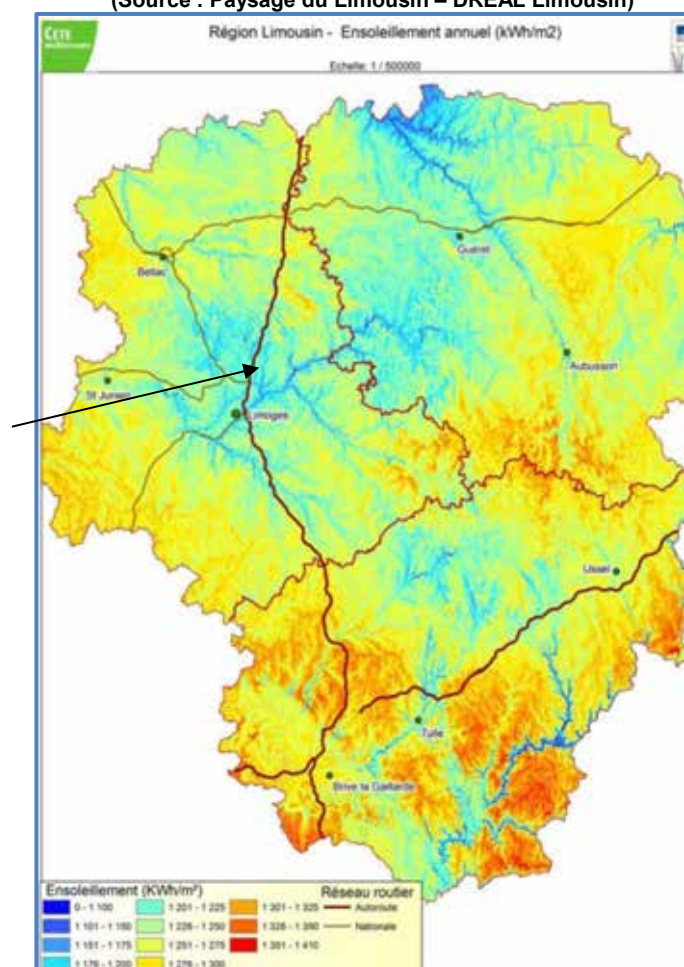 (Source : Paysage du Limousin – DREAL Limousin)
CETE
Région Limousin - Ensoleillement annuel (kWh/m2)
Echelle: 1 / 500000
Guéret
Bellac
Aubusson
St Junien
Limoges
Ussel
Tulle
Brive la Gaillarde
Ensoleillement (KWh/m²)
0 - 1 100
1 101 - 1 150
1 151 - 1 175
1 176 - 1 200
1 201 - 1 225
1 226 - 1 250
1 251 - 1 275
1 276 - 1 300
1 301 - 1 325
1 326 - 1 350
1 351 - 1 410
Réseau routier
Autoroute
Nationale